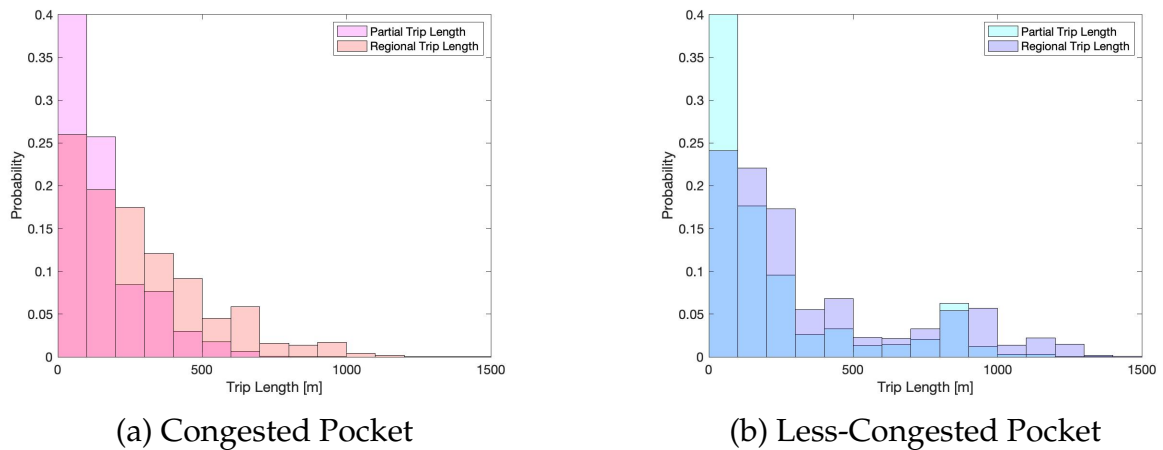 Partial Trip Length
Regional Trip Length
0.4
0.35
0.3
0.25
0.2
0.15
0.1
0.05
0
Probability
0 500 1000 1500
Trip Length [m]
(a) Congested Pocket
Partial Trip Length
Regional Trip Length
0.4
0.35
0.3
0.25
0.2
0.15
0.1
0.05
0
Probability
0 500 1000 1500
Trip Length [m]
(b) Less-Congested Pocket